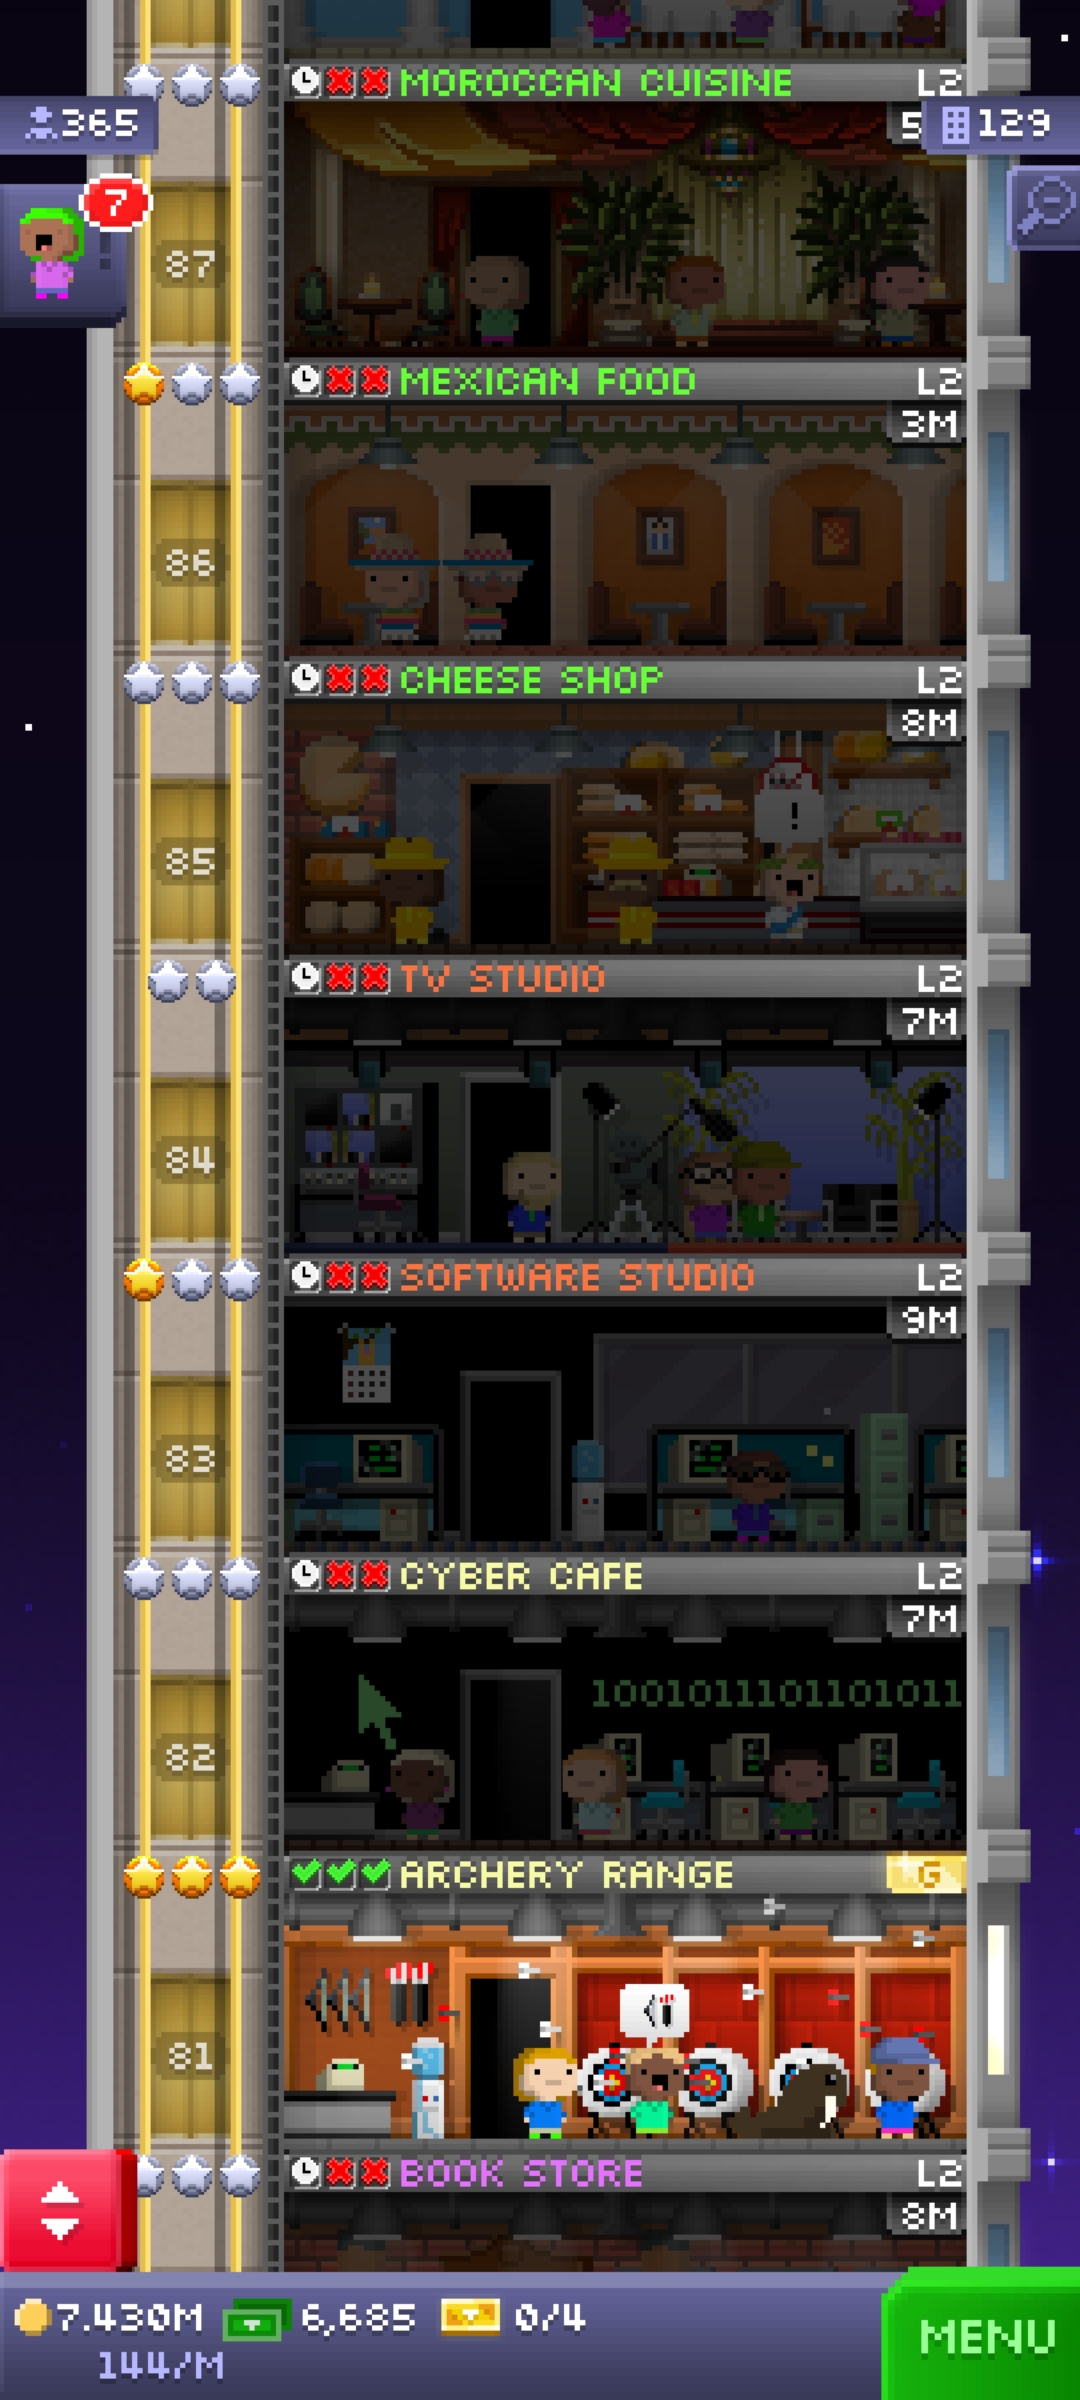 MOROCCAN CUISINE L2
365
5
129
7
87
MEXICAN FOOD L2
3M
86
CHEESE SHOP L2
8M
!
85
TV STUDIO L2
7M
84
SOFTWARE STUDIO L2
9M
83
CYBER CAFE L2
7M
1001011101101011
82
ARCHERY RANGE G
81
BOOK STORE L2
8M
7.430M 6,685 0/4
144/M
MENU